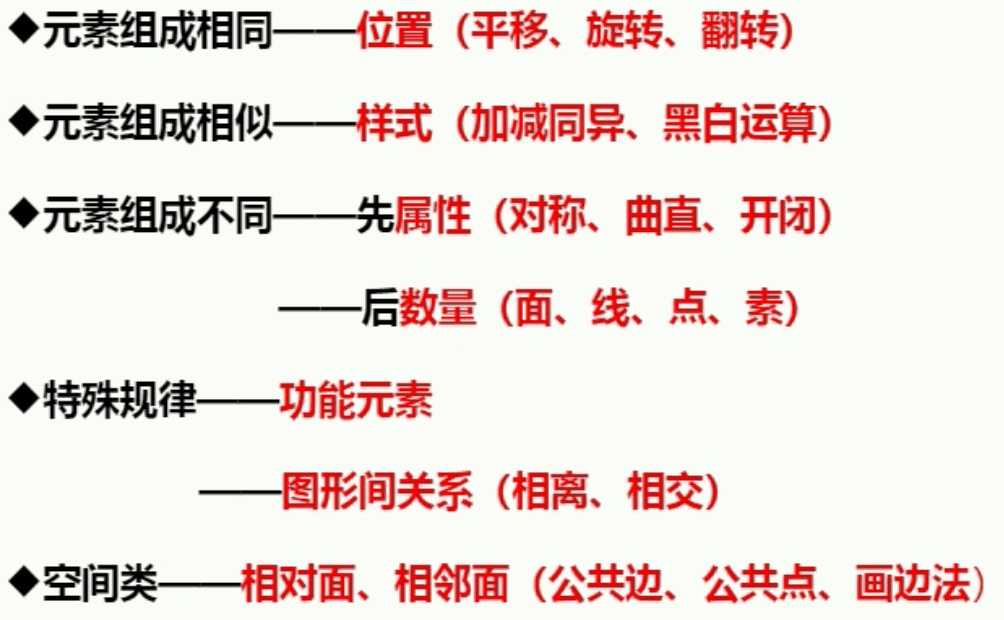 ◆元素组成相同——位置（平移、旋转、翻转）
◆元素组成相似——样式（加减同异、黑白运算）
◆元素组成不同——先属性（对称、曲直、开闭）
——后数量（面、线、点、素）
◆特殊规律——功能元素
——图形间关系（相离、相交）
◆空间类——相对面、相邻面（公共边、公共点、画边法）